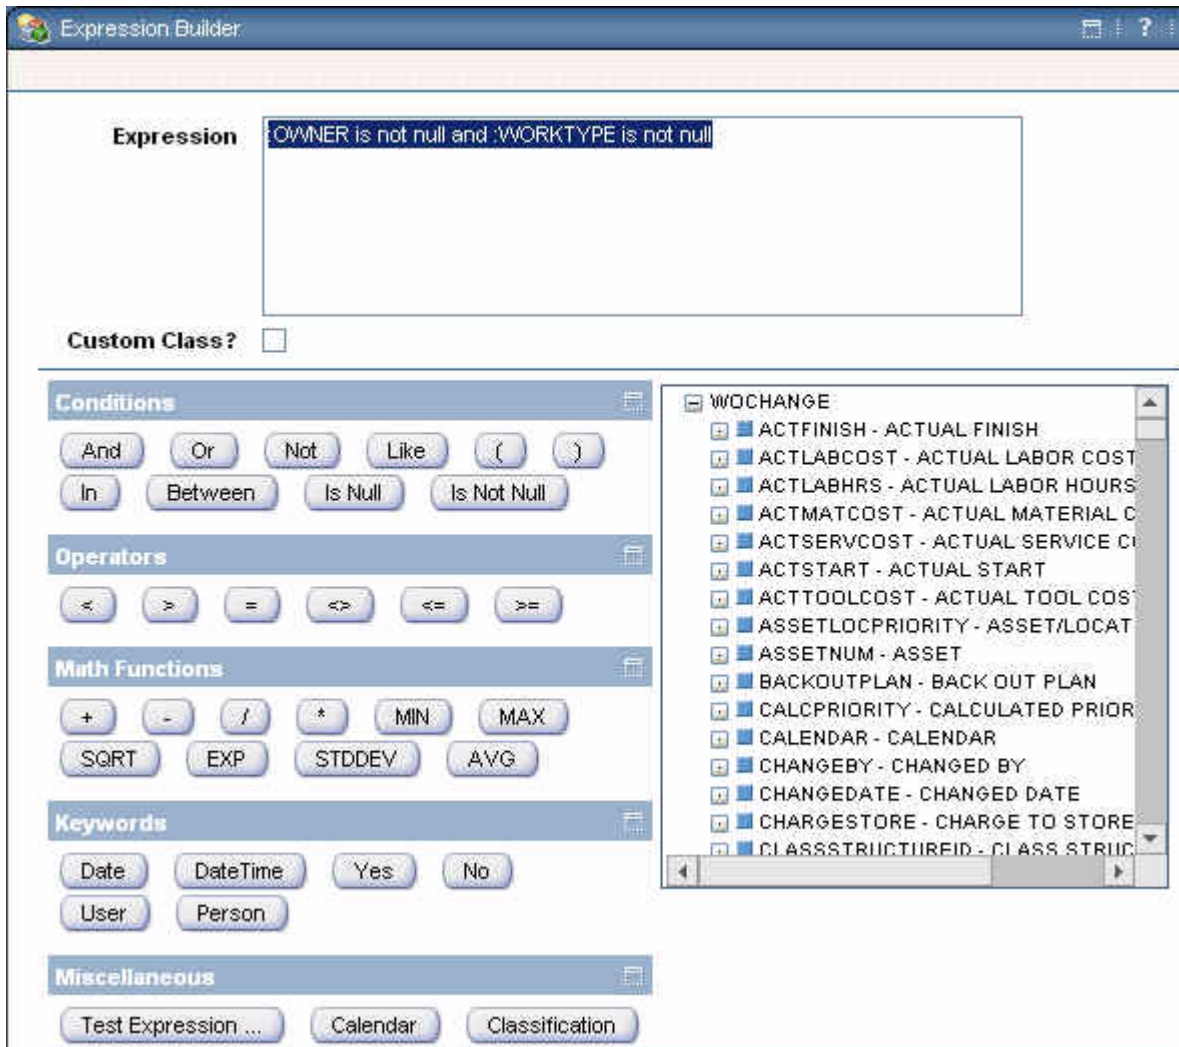 Expression Builder
?
Expression
:OWNER is not null and :WORKTYPE is not null
Custom Class?
Conditions
And Or Not Like ( )
In Between Is Null Is Not Null
Operators
< > = <> <= >=
Math Functions
+ - / * MIN MAX
SQRT EXP STDDEV AVG
Keywords
Date DateTime Yes No
User Person
Miscellaneous
Test Expression ... Calendar Classification
WOCHANGE
ACTFINISH - ACTUAL FINISH
ACTLABCOST - ACTUAL LABOR COST
ACTLABHRS - ACTUAL LABOR HOURS
ACTMATCOST - ACTUAL MATERIAL C
ACTSERVCOST - ACTUAL SERVICE C
ACTSTART - ACTUAL START
ACTTOOLCOST - ACTUAL TOOL COST
ASSETLOCPRIORITY - ASSET/LOCAT
ASSETNUM - ASSET
BACKOUTPLAN - BACK OUT PLAN
CALCPRIORITY - CALCULATED PRIOR
CALENDAR - CALENDAR
CHANGEBY - CHANGED BY
CHANGEDATE - CHANGED DATE
CHARGESTORE - CHARGE TO STORE
CLASSSTRUCTUREID - CLASS STRUC